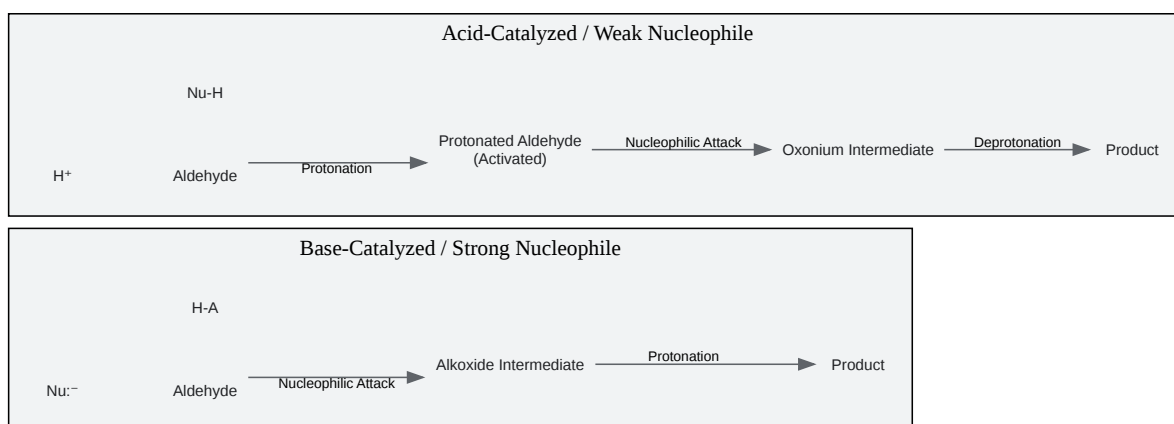 Acid-Catalyzed / Weak Nucleophile
Nu-H
Protonated Aldehyde
(Activated)
Nucleophilic Attack
Oxonium Intermediate
Deprotonation
Product
H⁺
Aldehyde
Protonation
Base-Catalyzed / Strong Nucleophile
H-A
Alkoxide Intermediate
Protonation
Product
Nu:⁻
Aldehyde
Nucleophilic Attack